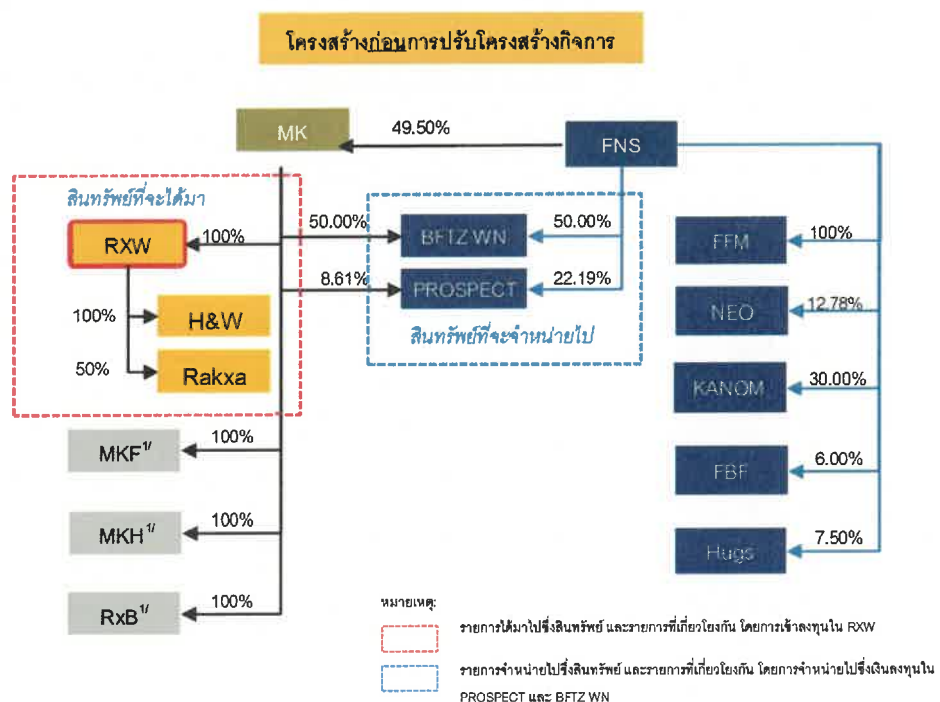 โครงสร้างก่อนการปรับโครงสร้างกิจการ
MK
49.50%
FNS
สินทรัพย์ที่จะได้มา
RXW
100%
50.00%
BFTZ WN
50.00%
FFM
100%
8.61%
PROSPECT
22.19%
100%
H&W
NEO
12.78%
สินทรัพย์ที่จะจำหน่ายไป
50%
Rakxa
KANOM
30.00%
MKF1/
100%
FBF
6.00%
MKH1/
100%
Hugs
7.50%
RxB1/
100%
หมายเหตุ:
รายการได้มาไปซึ่งสินทรัพย์ และรายการที่เกี่ยวโยงกัน โดยการเข้าลงทุนใน RXW
รายการจำหน่ายไปซึ่งสินทรัพย์ และรายการที่เกี่ยวโยงกัน โดยการจำหน่ายไปซึ่งเงินลงทุนใน
PROSPECT และ BFTZ WN